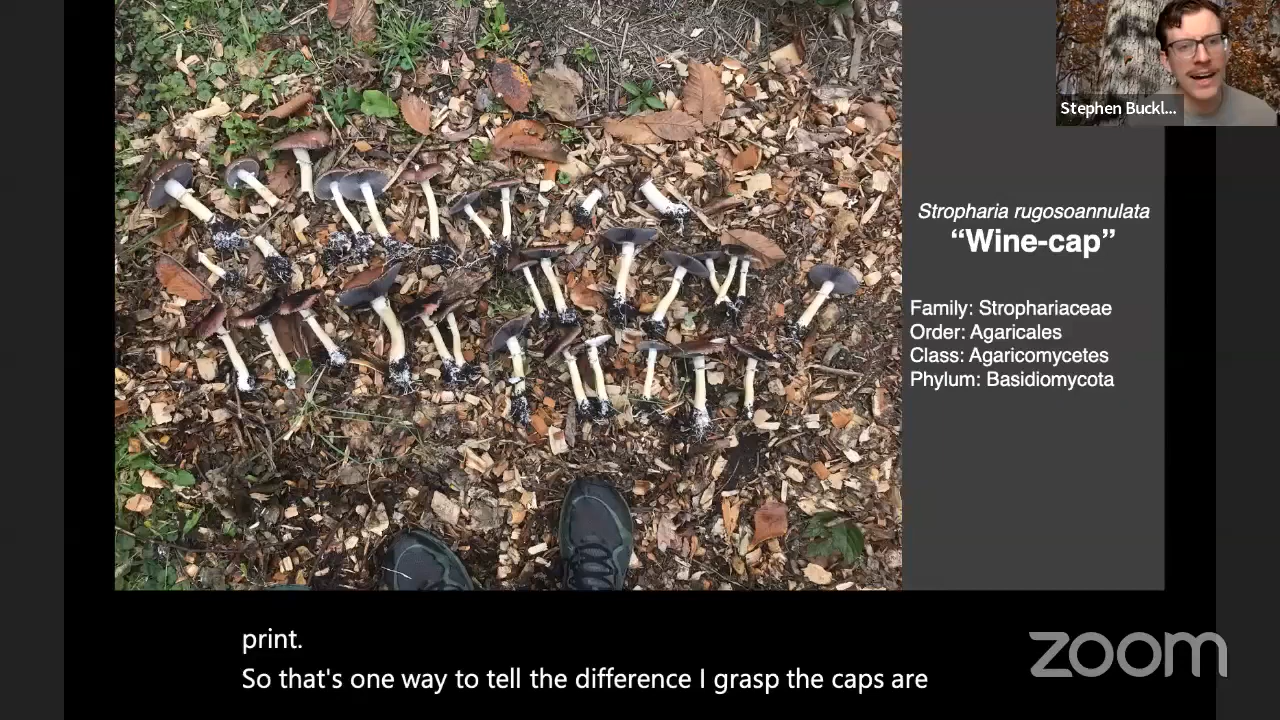 Stephen Buckl...
Stropharia rugosoannulata
“Wine-cap”
Family: Strophariaceae
Order: Agaricales
Class: Agaricomycetes
Phylum: Basidiomycota
print.
So that's one way to tell the difference I grasp the caps are
zoom